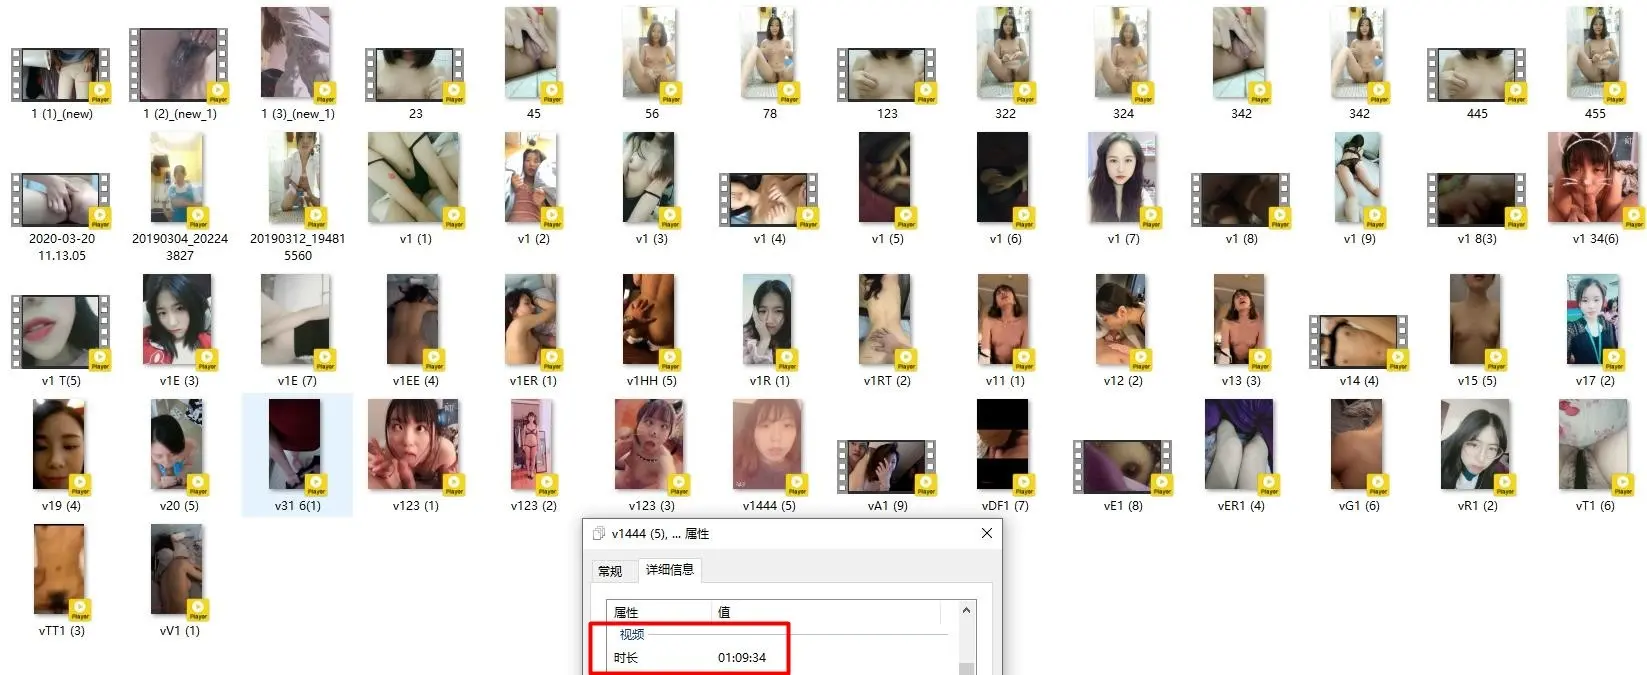 1 (1)_(new)
1 (2)_(new_1)
1 (3)_(new_1)
23
45
56
78
123
322
324
342
342
445
455
2020-03-20
11.13.05
20190304_20224
3827
20190312_19481
5560
v1 (1)
v1 (2)
v1 (3)
v1 (4)
v1 (5)
v1 (6)
v1 (7)
v1 (8)
v1 (9)
v1 8(3)
v1 34(6)
v1 T(5)
v1E (3)
v1E (7)
v1EE (4)
v1ER (1)
v1HH (5)
v1R (1)
v1RT (2)
v11 (1)
v12 (2)
v13 (3)
v14 (4)
v15 (5)
v17 (2)
v19 (4)
v20 (5)
v31 6(1)
v123 (1)
v123 (2)
v123 (3)
v1444 (5)
vA1 (9)
vDF1 (7)
vE1 (8)
vER1 (4)
vG1 (6)
vR1 (2)
vT1 (6)
vTT1 (3)
vV1 (1)
v1444 (5), ... 属性
常规
详细信息
属性
值
视频
时长
01:09:34